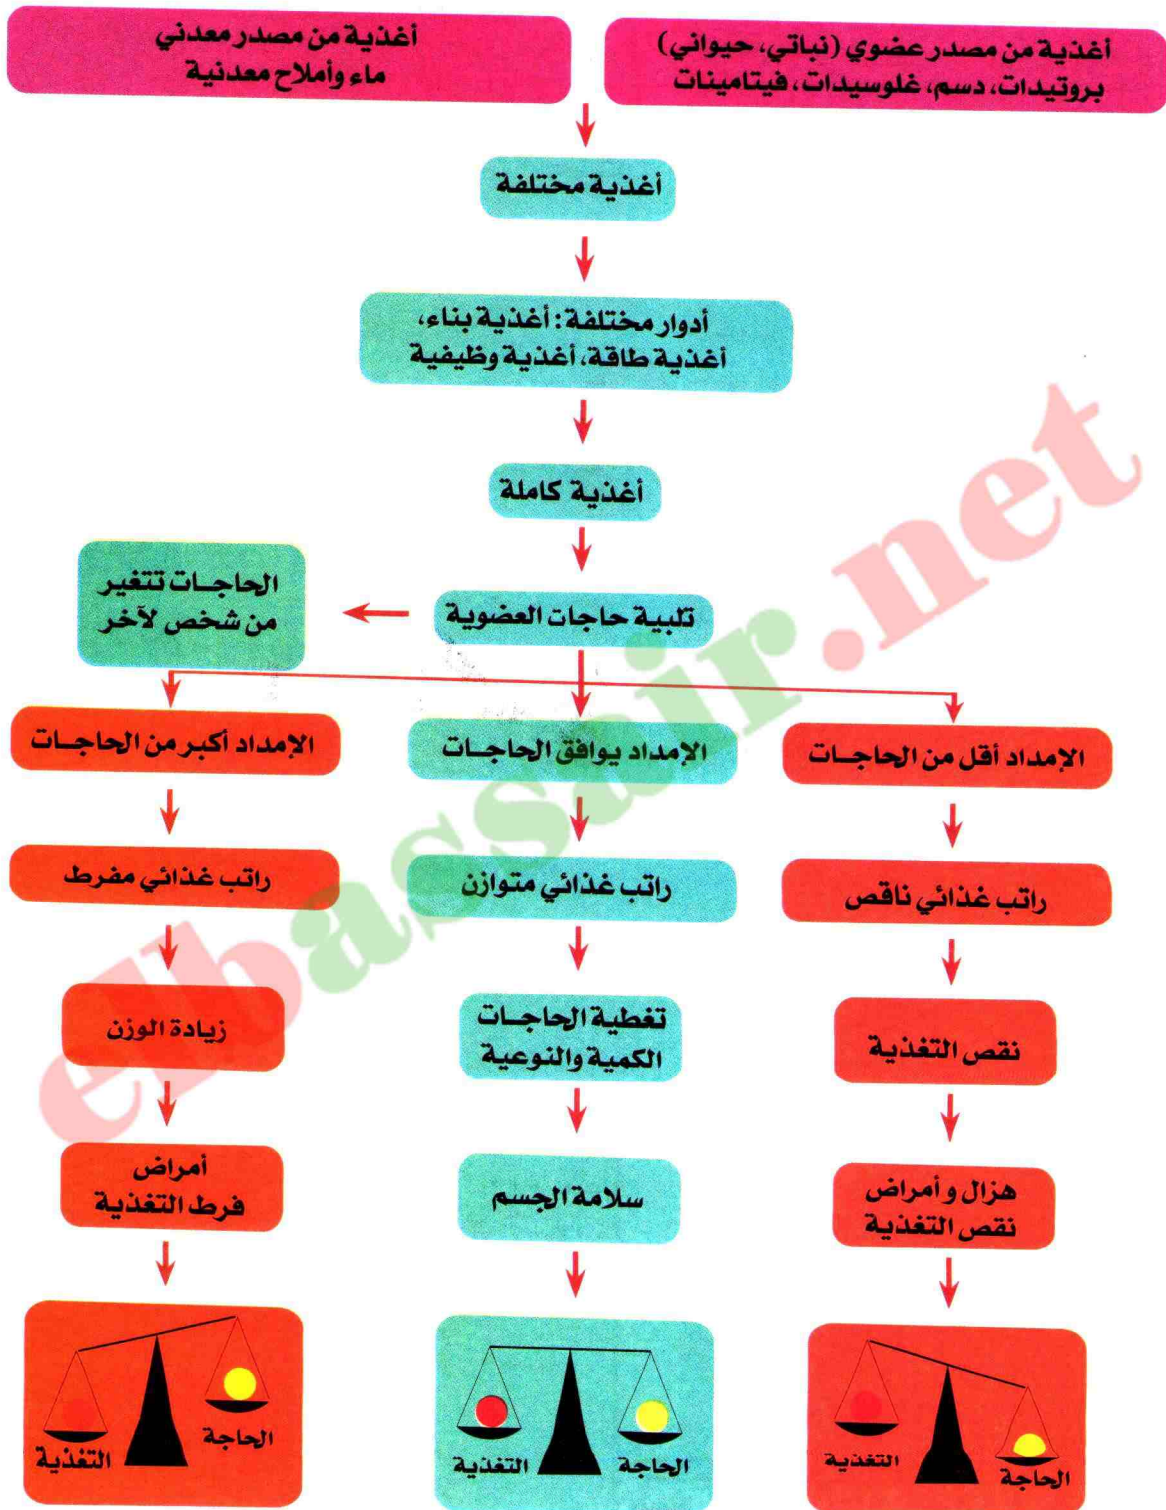 أغذية من مصدر عضوي (نباتي، حيواني)
بروتيدات، دسم، غلوسيدات، فيتامينات
أغذية من مصدر معدني
ماء وأملاح معدنية
أغذية مختلفة
أدوار مختلفة: أغذية بناء،
أغذية طاقة، أغذية وظيفية
أغذية كاملة
تلبية حاجات العضوية
الحاجات تتغير
من شخص لآخر
الإمداد أقل من الحاجات
الإمداد يوافق الحاجات
الإمداد أكبر من الحاجات
راتب غذائي ناقص
راتب غذائي متوازن
راتب غذائي مفرط
نقص التغذية
تغطية الحاجات
الكمية والنوعية
زيادة الوزن
هزال و أمراض
نقص التغذية
سلامة الجسم
أمراض
فرط التغذية
الحاجة
التغذية
الحاجة
التغذية
الحاجة
التغذية
elbassair.net